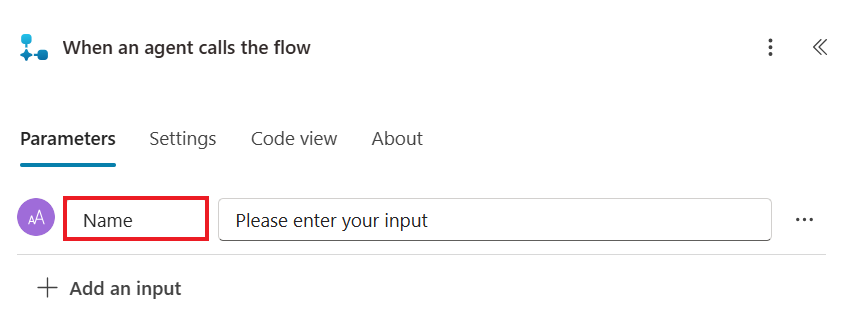 When an agent calls the flow
Parameters Settings Code view About
AA Name Please enter your input
Add an input